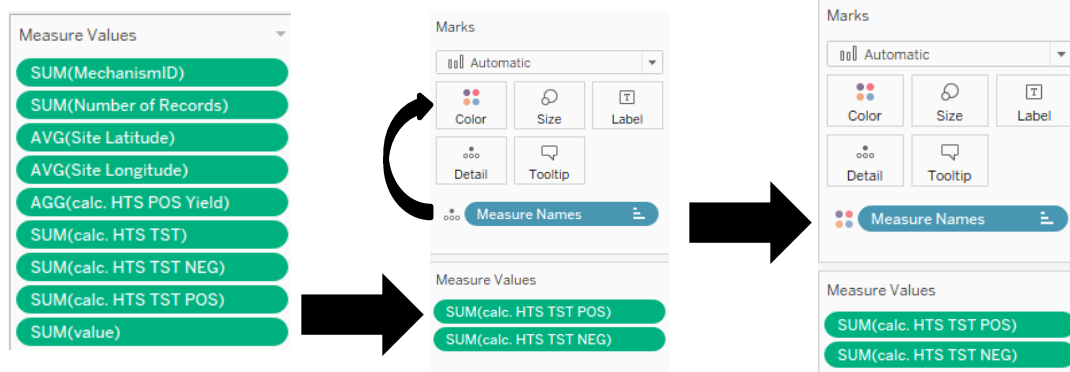 Measure Values
SUM(MechanismID)
SUM(Number of Records)
AVG(Site Latitude)
AVG(Site Longitude)
AGG(calc. HTS POS Yield)
SUM(calc. HTS TST)
SUM(calc. HTS TST NEG)
SUM(calc. HTS TST POS)
SUM(value)
Marks
Automatic
Color Size Label
Detail Tooltip
Measure Names
Measure Values
SUM(calc. HTS TST POS)
SUM(calc. HTS TST NEG)
Marks
Automatic
Color Size Label
Detail Tooltip
Measure Names
Measure Values
SUM(calc. HTS TST POS)
SUM(calc. HTS TST NEG)